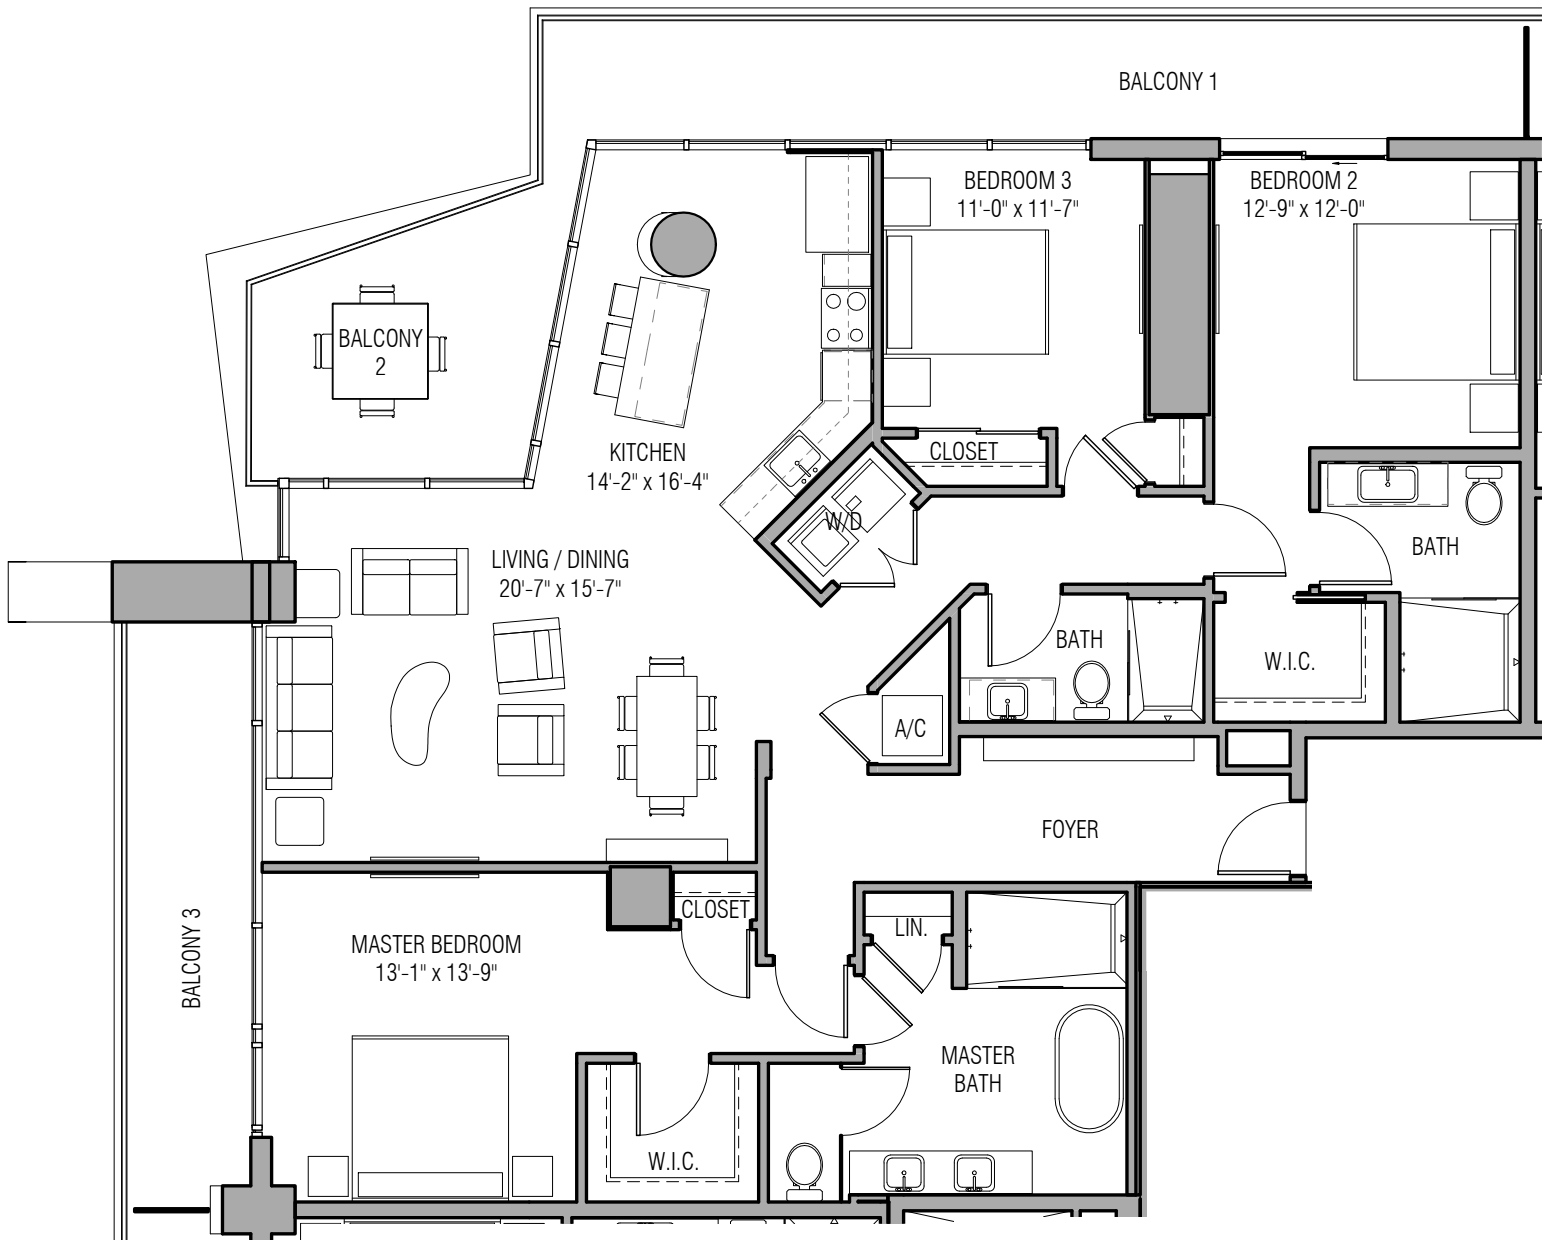 BALCONY 1
BEDROOM 3
11'-0" x 11'-7"
BEDROOM 2
12'-9" x 12'-0"
BALCONY
2
KITCHEN
14'-2" x 16'-4"
CLOSET
W/D
BATH
LIVING / DINING
20'-7" x 15'-7"
BATH
W.I.C.
A/C
FOYER
CLOSET
LIN.
BALCONY 3
MASTER BEDROOM
13'-1" x 13'-9"
MASTER
BATH
W.I.C.